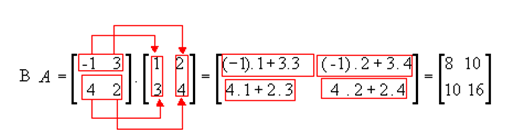 -1 3 1 2 (-1).1+3.3 (-1).2+3.4 8 10
B A = . = =
4 2 3 4 4.1+2.3 4.2+2.4 10 16